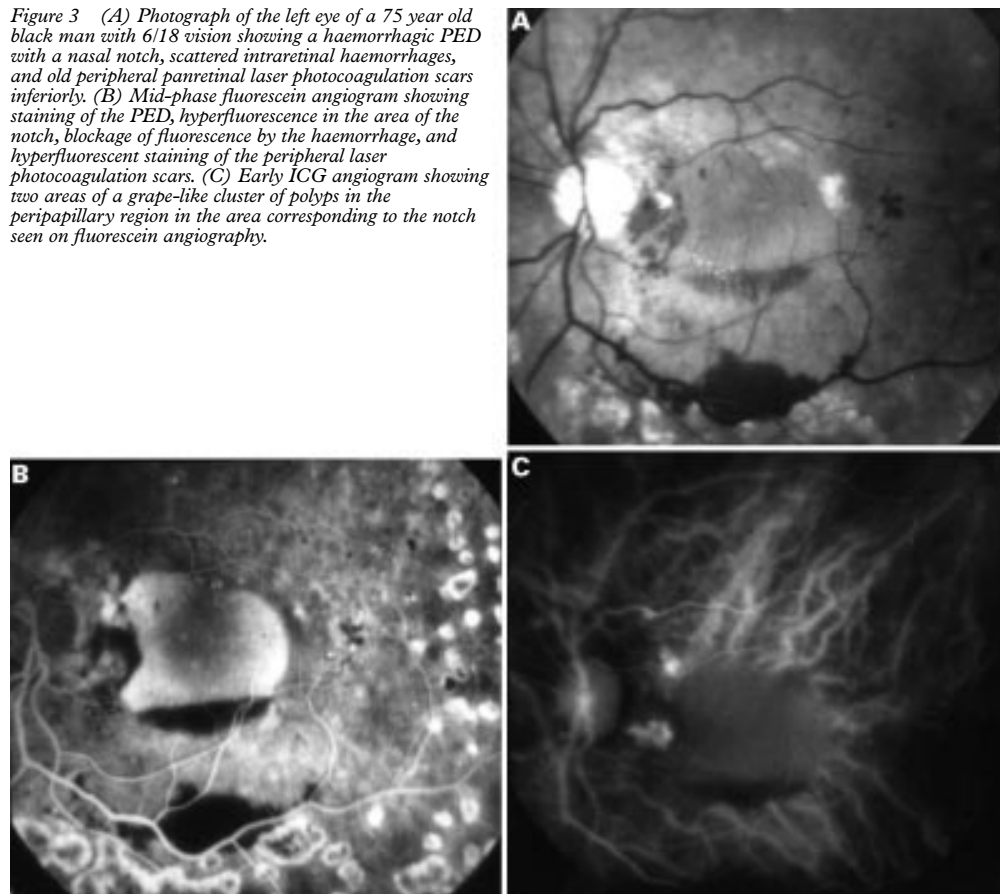 Figure 3 (A) Photograph of the left eye of a 75 year old
black man with 6/18 vision showing a haemorrhagic PED
with a nasal notch, scattered intraretinal haemorrhages,
and old peripheral panretinal laser photocoagulation scars
inferiorly. (B) Mid-phase fluorescein angiogram showing
staining of the PED, hyperfluorescence in the area of the
notch, blockage of fluorescence by the haemorrhage, and
hyperfluorescent staining of the peripheral laser
photocoagulation scars. (C) Early ICG angiogram showing
two areas of a grape-like cluster of polyps in the
peripapillary region in the area corresponding to the notch
seen on fluorescein angiography.
A
B
C